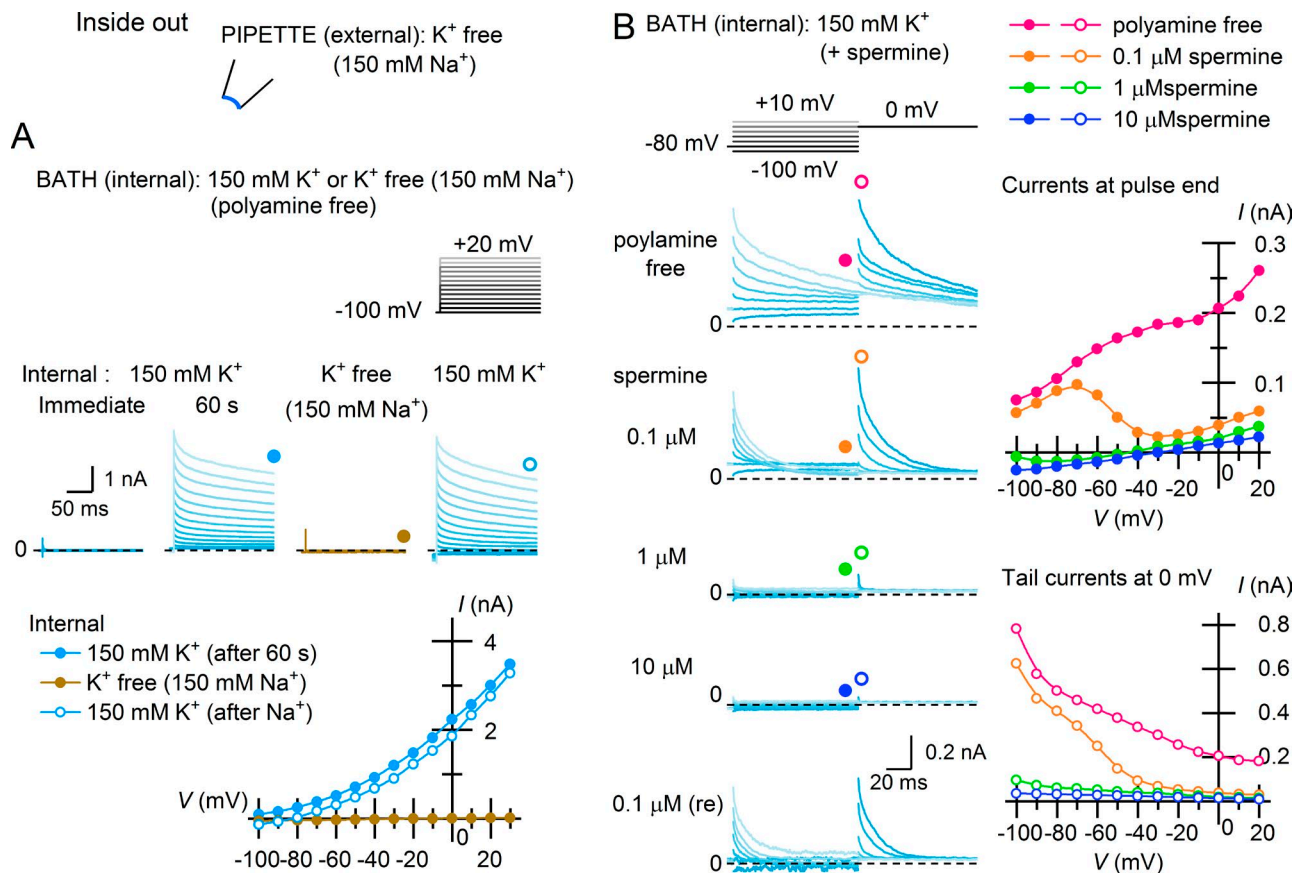 Inside out
PIPETTE (external): K+ free
(150 mM Na+)
A
BATH (internal): 150 mM K+ or K+ free (150 mM Na+)
(polyamine free)
+20 mV
-100 mV
Internal : 150 mM K+
K+ free
150 mM K+
Immediate
60 s
(150 mM Na+)
1 nA
50 ms
0
I (nA)
Internal
150 mM K+ (after 60 s)
K+ free (150 mM Na+)
150 mM K+ (after Na+)
4
2
V (mV)
0
-100 -80 -60 -40 -20 20
B
BATH (internal): 150 mM K+
(+ spermine)
+10 mV
0 mV
-80 mV
-100 mV
poylamine
free
0
spermine
0.1 μM
0
1 μM
0
10 μM
0
0.2 nA
20 ms
0.1 μM (re)
0
polyamine free
0.1 μM spermine
1 μMspermine
10 μMspermine
Currents at pulse end
I (nA)
0.3
0.2
0.1
0
-100 -80 -60 -40 -20 20
V (mV)
Tail currents at 0 mV
I (nA)
0.8
0.6
0.4
0.2
0
-100 -80 -60 -40 -20 20
V (mV)